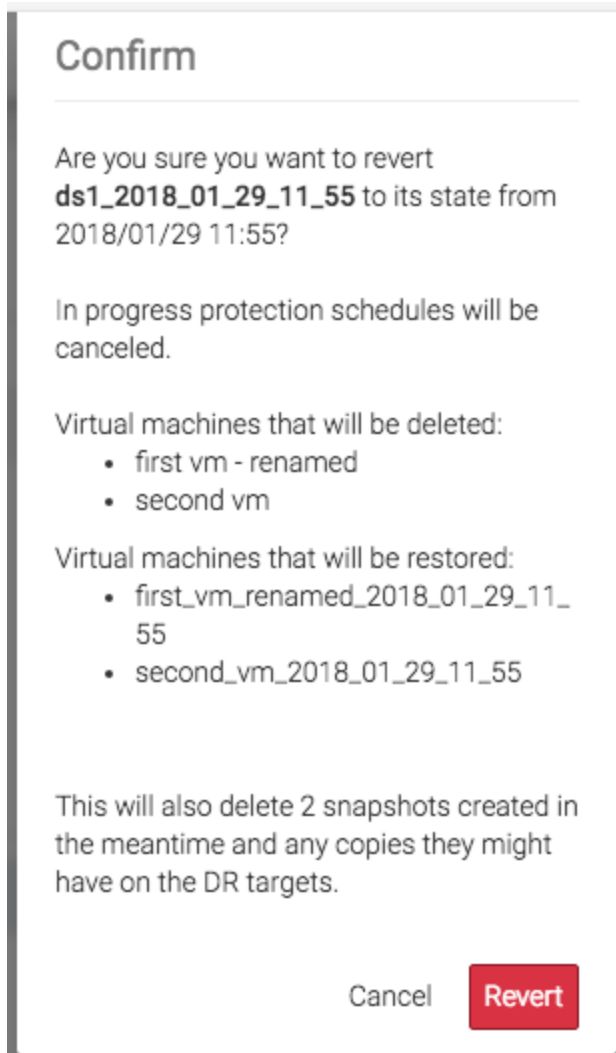 Confirm
Are you sure you want to revert
ds1_2018_01_29_11_55 to its state from
2018/01/29 11:55?
In progress protection schedules will be
canceled.
Virtual machines that will be deleted:
• first vm - renamed
• second vm
Virtual machines that will be restored:
• first_vm_renamed_2018_01_29_11_
55
• second_vm_2018_01_29_11_55
This will also delete 2 snapshots created in
the meantime and any copies they might
have on the DR targets.
Cancel Revert